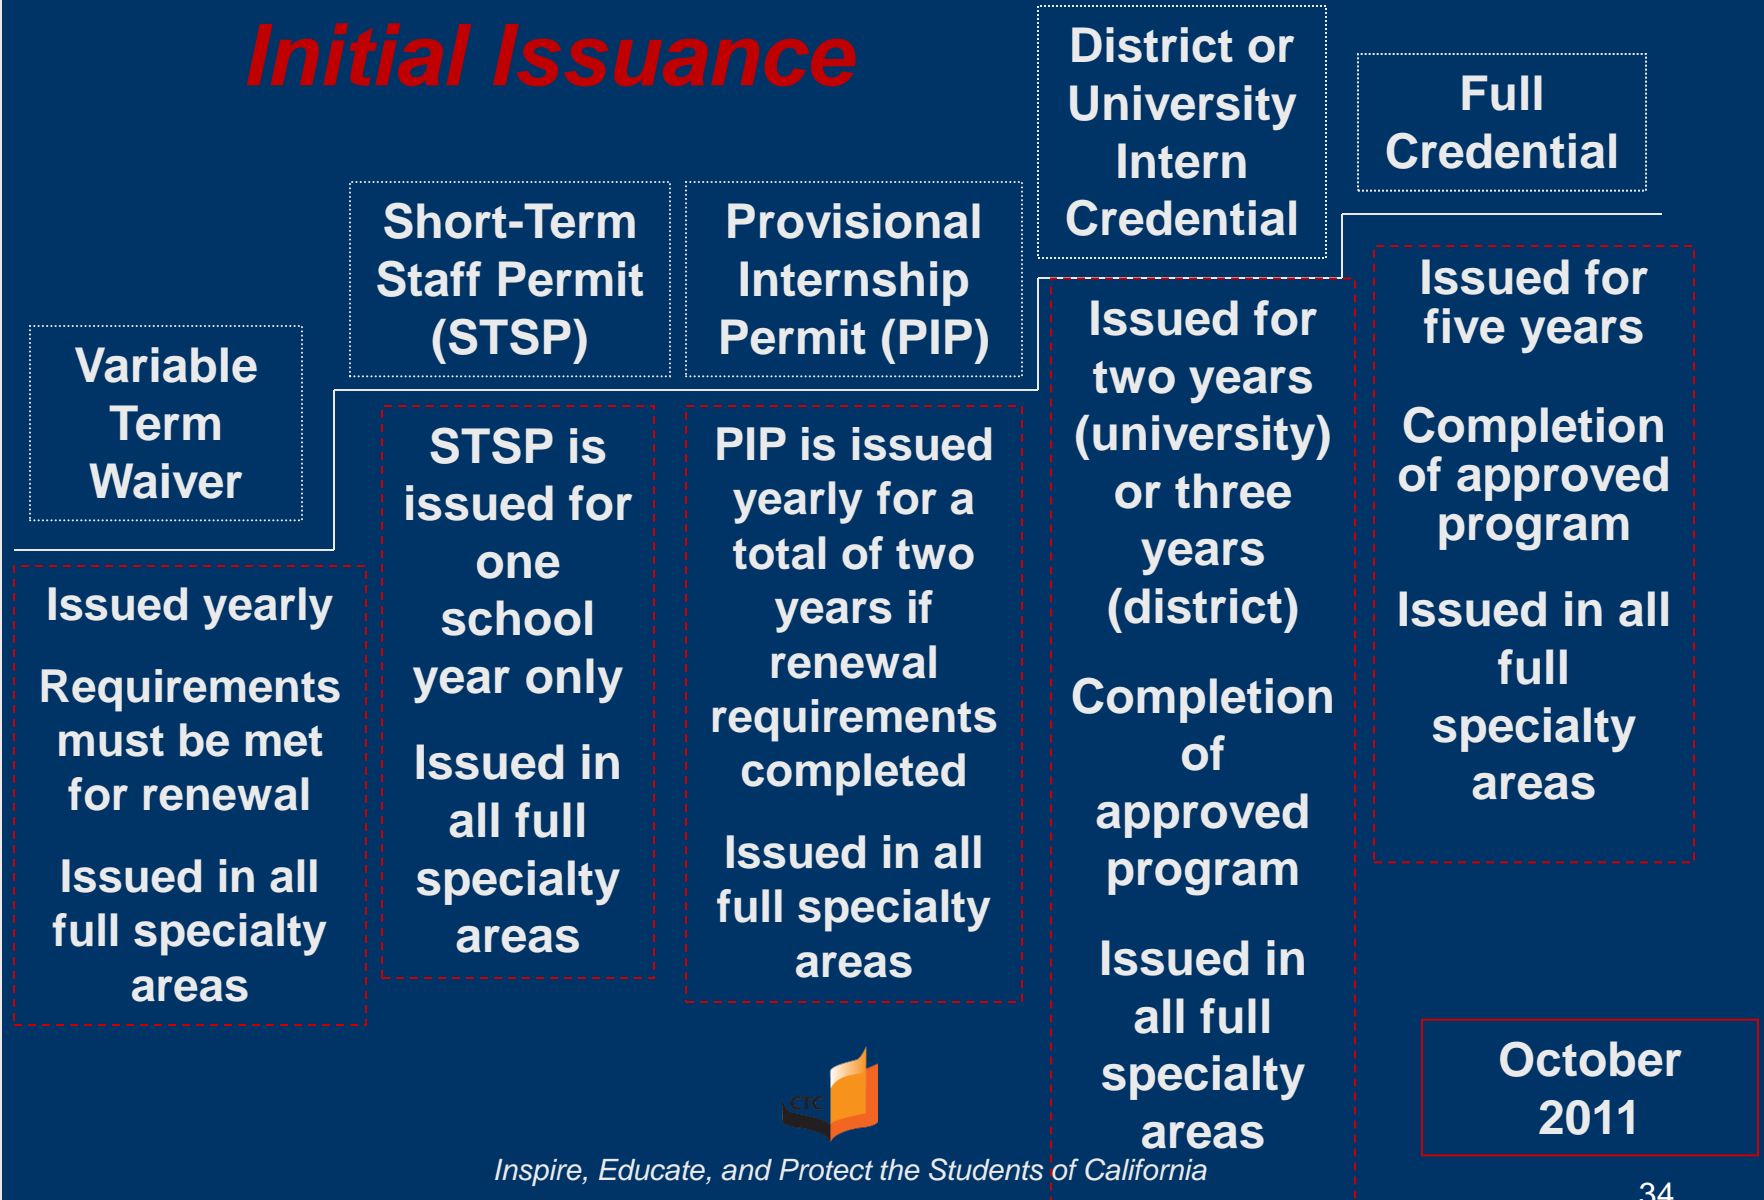 Initial Issuance
Variable
Term
Waiver
Issued yearly
Requirements
must be met
for renewal
Issued in all
full specialty
areas
Short-Term
Staff Permit
(STSP)
STSP is
issued for
one
school
year only
Issued in
all full
specialty
areas
Provisional
Internship
Permit (PIP)
PIP is issued
yearly for a
total of two
years if
renewal
requirements
completed
Issued in all
full specialty
areas
District or
University
Intern
Credential
Issued for
two years
(university)
or three
years
(district)
Completion
of
approved
program
Issued in
all full
specialty
areas
Full
Credential
Issued for
five years
Completion
of approved
program
Issued in all
full
specialty
areas
October
2011
CTC
Inspire, Educate, and Protect the Students of California
34